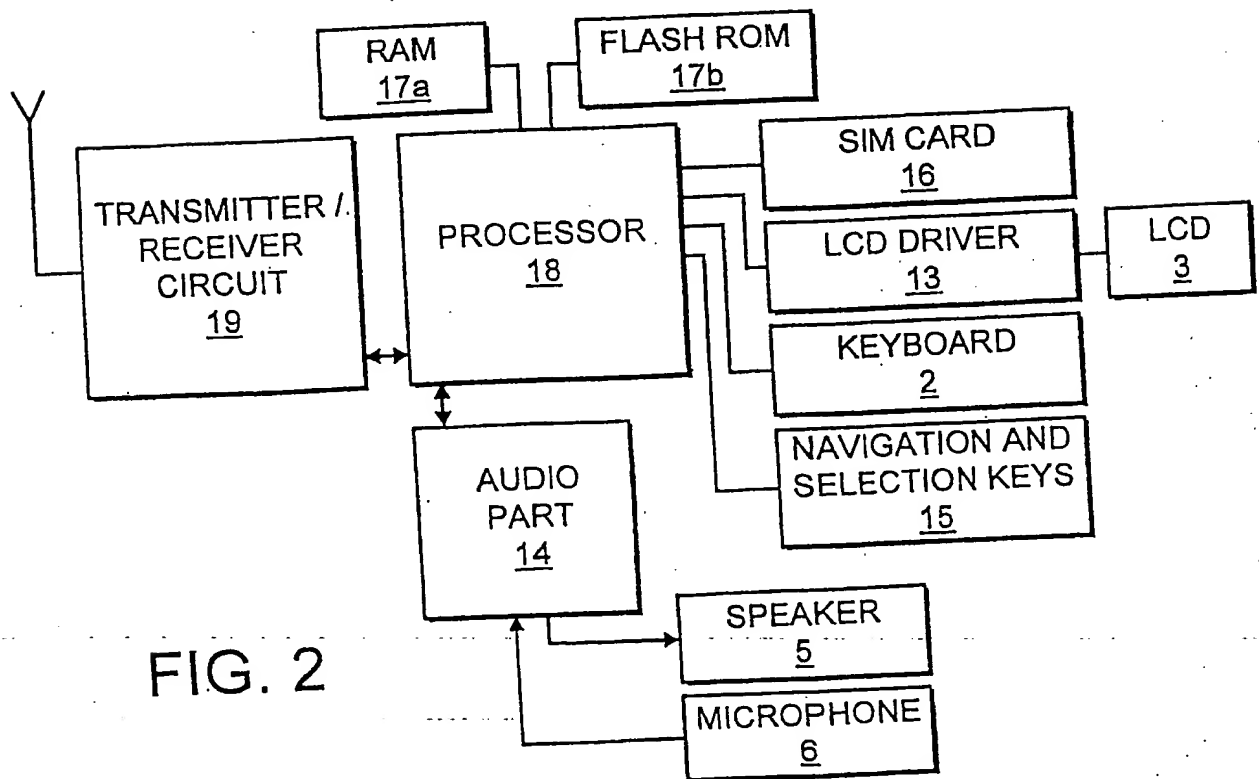 RAM
17a
FLASH ROM
17b
TRANSMITTER /
RECEIVER
CIRCUIT
19
PROCESSOR
18
SIM CARD
16
LCD DRIVER
13
LCD
3
KEYBOARD
2
NAVIGATION AND
SELECTION KEYS
15
AUDIO
PART
14
SPEAKER
5
MICROPHONE
6
FIG. 2